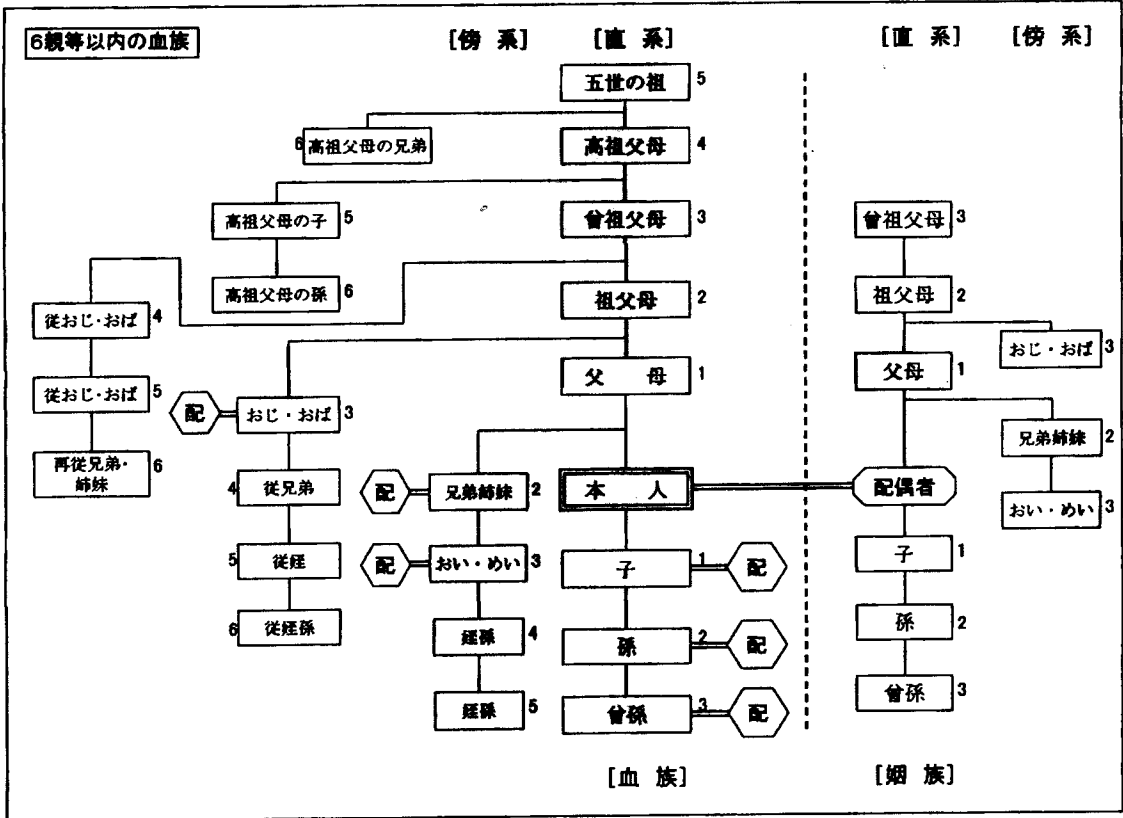 6親等以内の血族
[傍 系] [直 系] [直 系] [傍 系]
五世の祖 5
6 高祖父母の兄弟
高祖父母 4
高祖父母の子 5
曾祖父母 3
曾祖父母 3
高祖父母の孫 6
祖父母 2
祖父母 2
従おじ・おば 4
おじ・おば 3
父 母 1
父母 1
従おじ・おば 5
配 おじ・おば 3
兄弟姉妹 2
再従兄弟・
姉妹 6
4 従兄弟
配 兄弟姉妹 2
本 人
配偶者
おい・めい 3
5 従姪
配 おい・めい 3
子 1 配
子 1
6 従姪孫
姪孫 4
孫 2 配
孫 2
姪孫 5
曾孫 3 配
曾孫 3
[血 族] [姻 族]